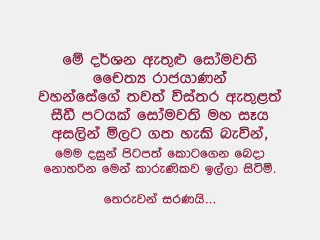 මේ දර්ශන ඇතුළු සෝමවති
චෛත්‍ය රාජයාණන්
වහන්සේගේ තවත් විස්තර ඇතුළත්
සීඩී පටයක් සෝමවති මහ සෑය
අසලින් මිලට ගත හැකි බැවින්,
මෙම දසුන් පිටපත් කොටගෙන බෙදා
නොහරින මෙන් කාරුණිකව ඉල්ලා සිටිමි.
තෙරුවන් සරණයි...